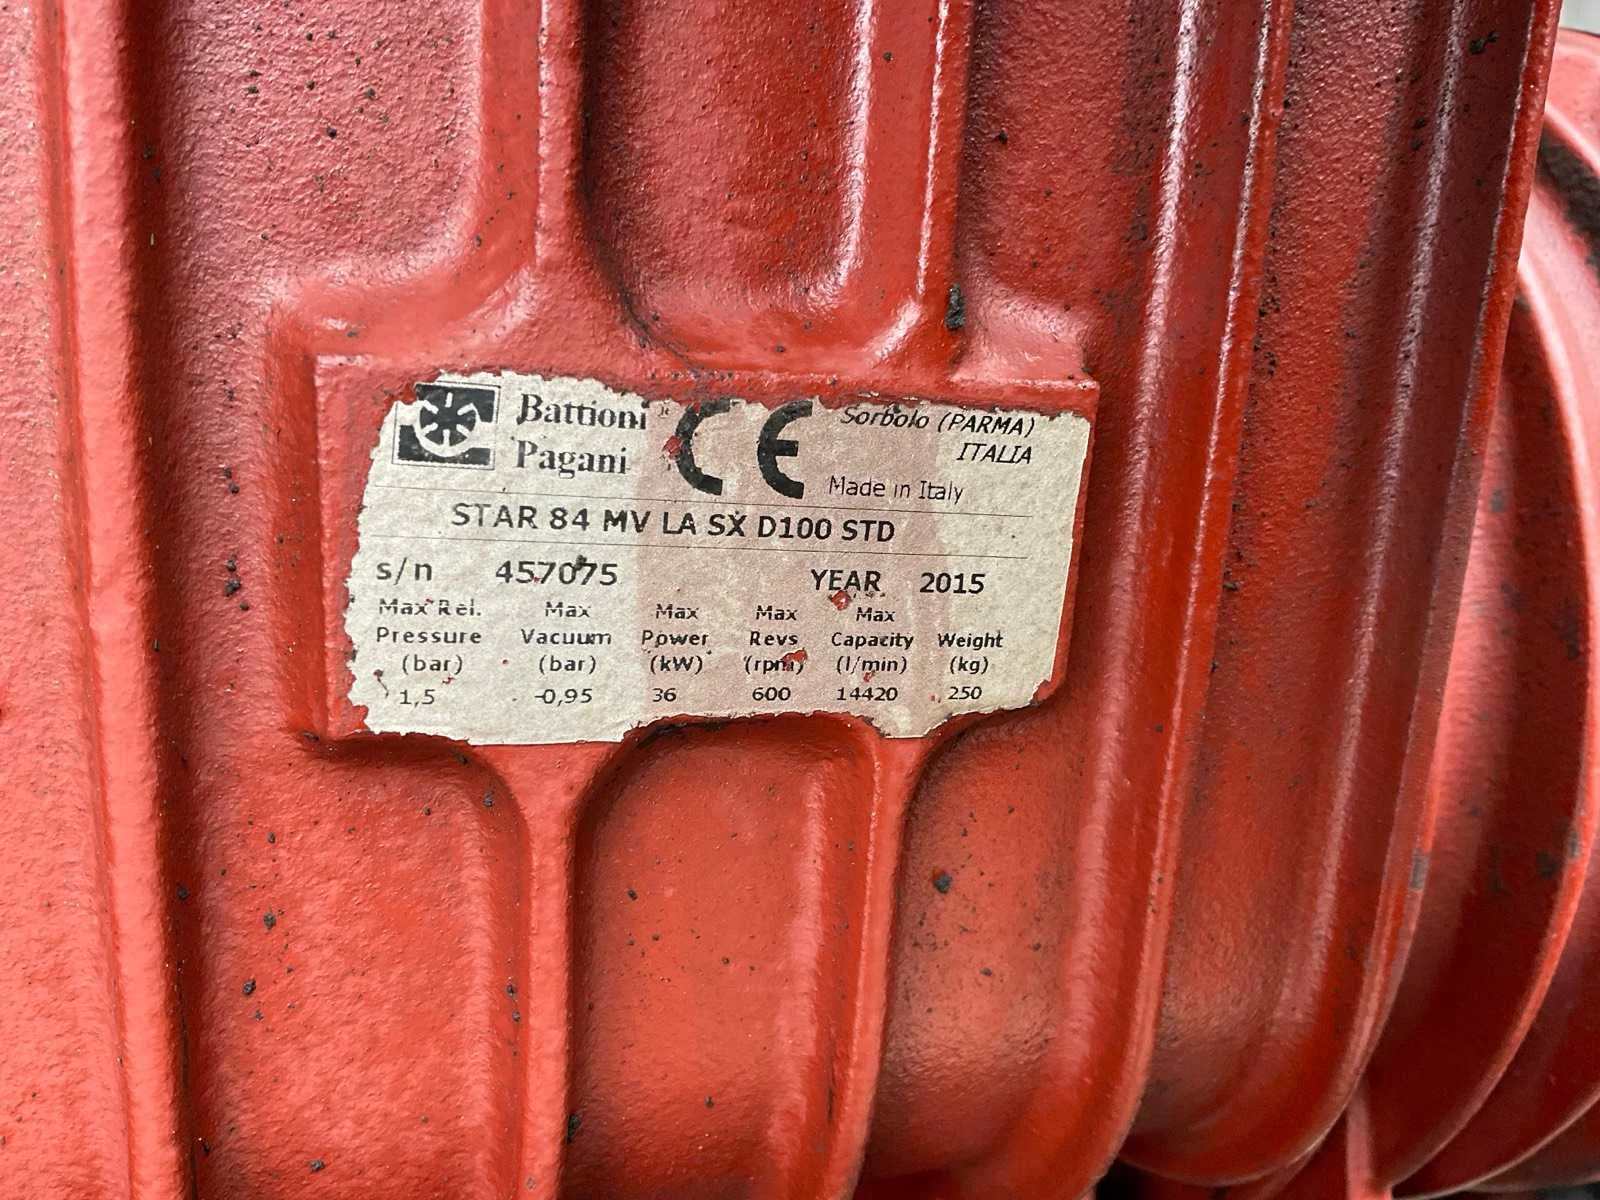 Battioni® CE Sorbolo (PARMA)
Pagani ITALIA
Made in Italy
STAR 84 MV LA SX D100 STD
s/n 457075 YEAR 2015
Max Rel. Max Max Max Max
Pressure Vacuum Power Revs Capacity Weight
(bar) (bar) (kW) (rpm) (l/min) (kg)
1,5 -0,95 36 600 14420 250